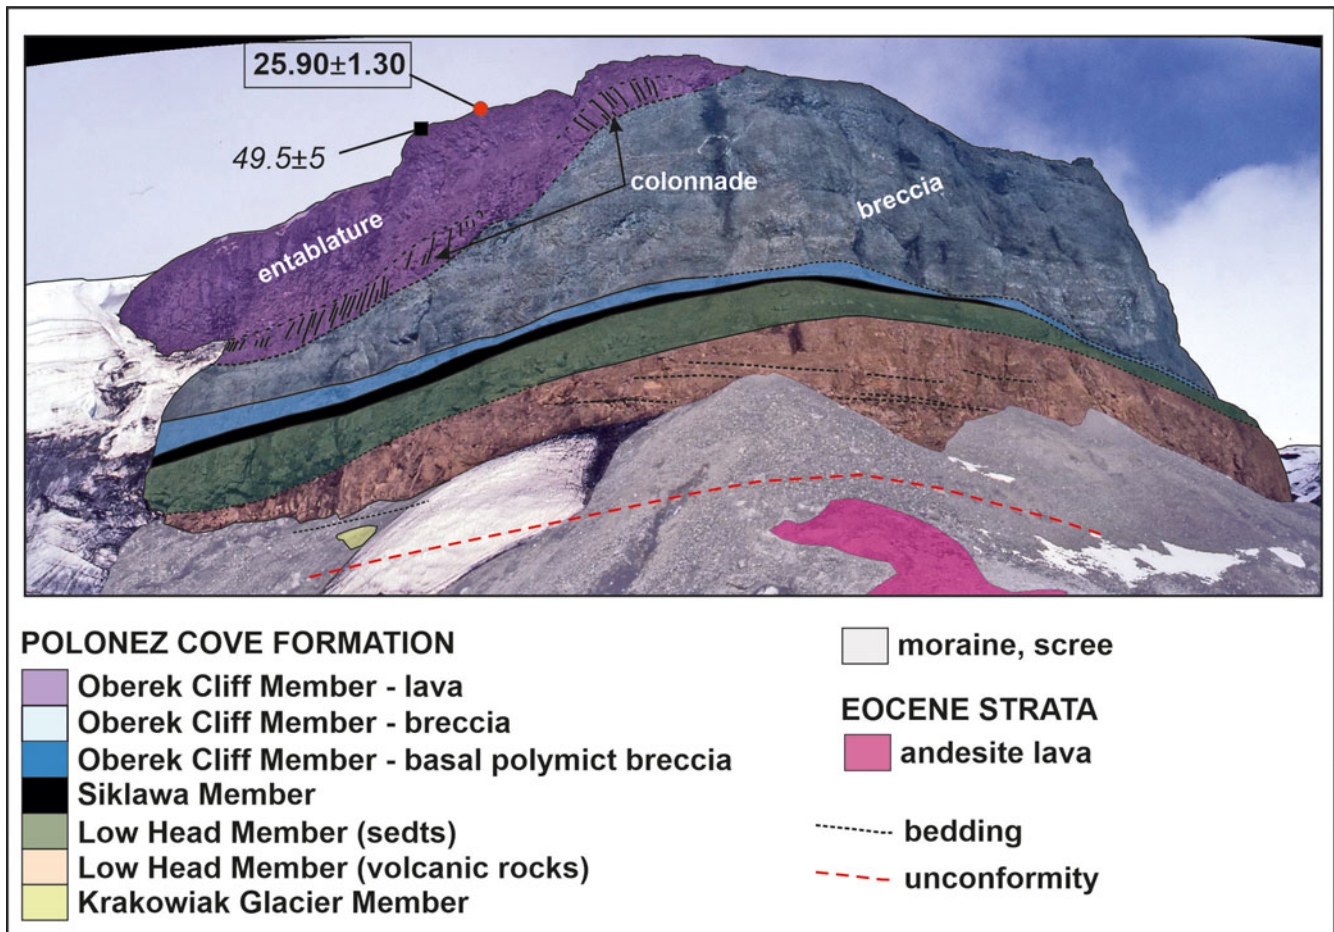 25.90±1.30
49.5±5
colonnade
breccia
entablature
POLONEZ COVE FORMATION
Oberek Cliff Member - lava
Oberek Cliff Member - breccia
Oberek Cliff Member - basal polymict breccia
Siklawa Member
Low Head Member (sedts)
Low Head Member (volcanic rocks)
Krakowiak Glacier Member
moraine, scree
EOCENE STRATA
andesite lava
bedding
unconformity